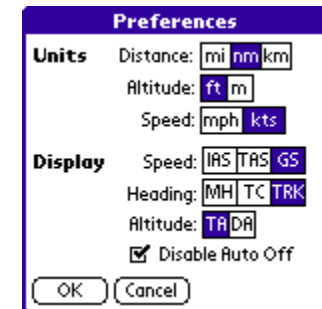 Preferences
Units Distance: mi nm km
Altitude: ft m
Speed: mph kts
Display Speed: IAS TAS GS
Heading: MH TC TRK
Altitude: TA DA
Disable Auto Off
OK Cancel